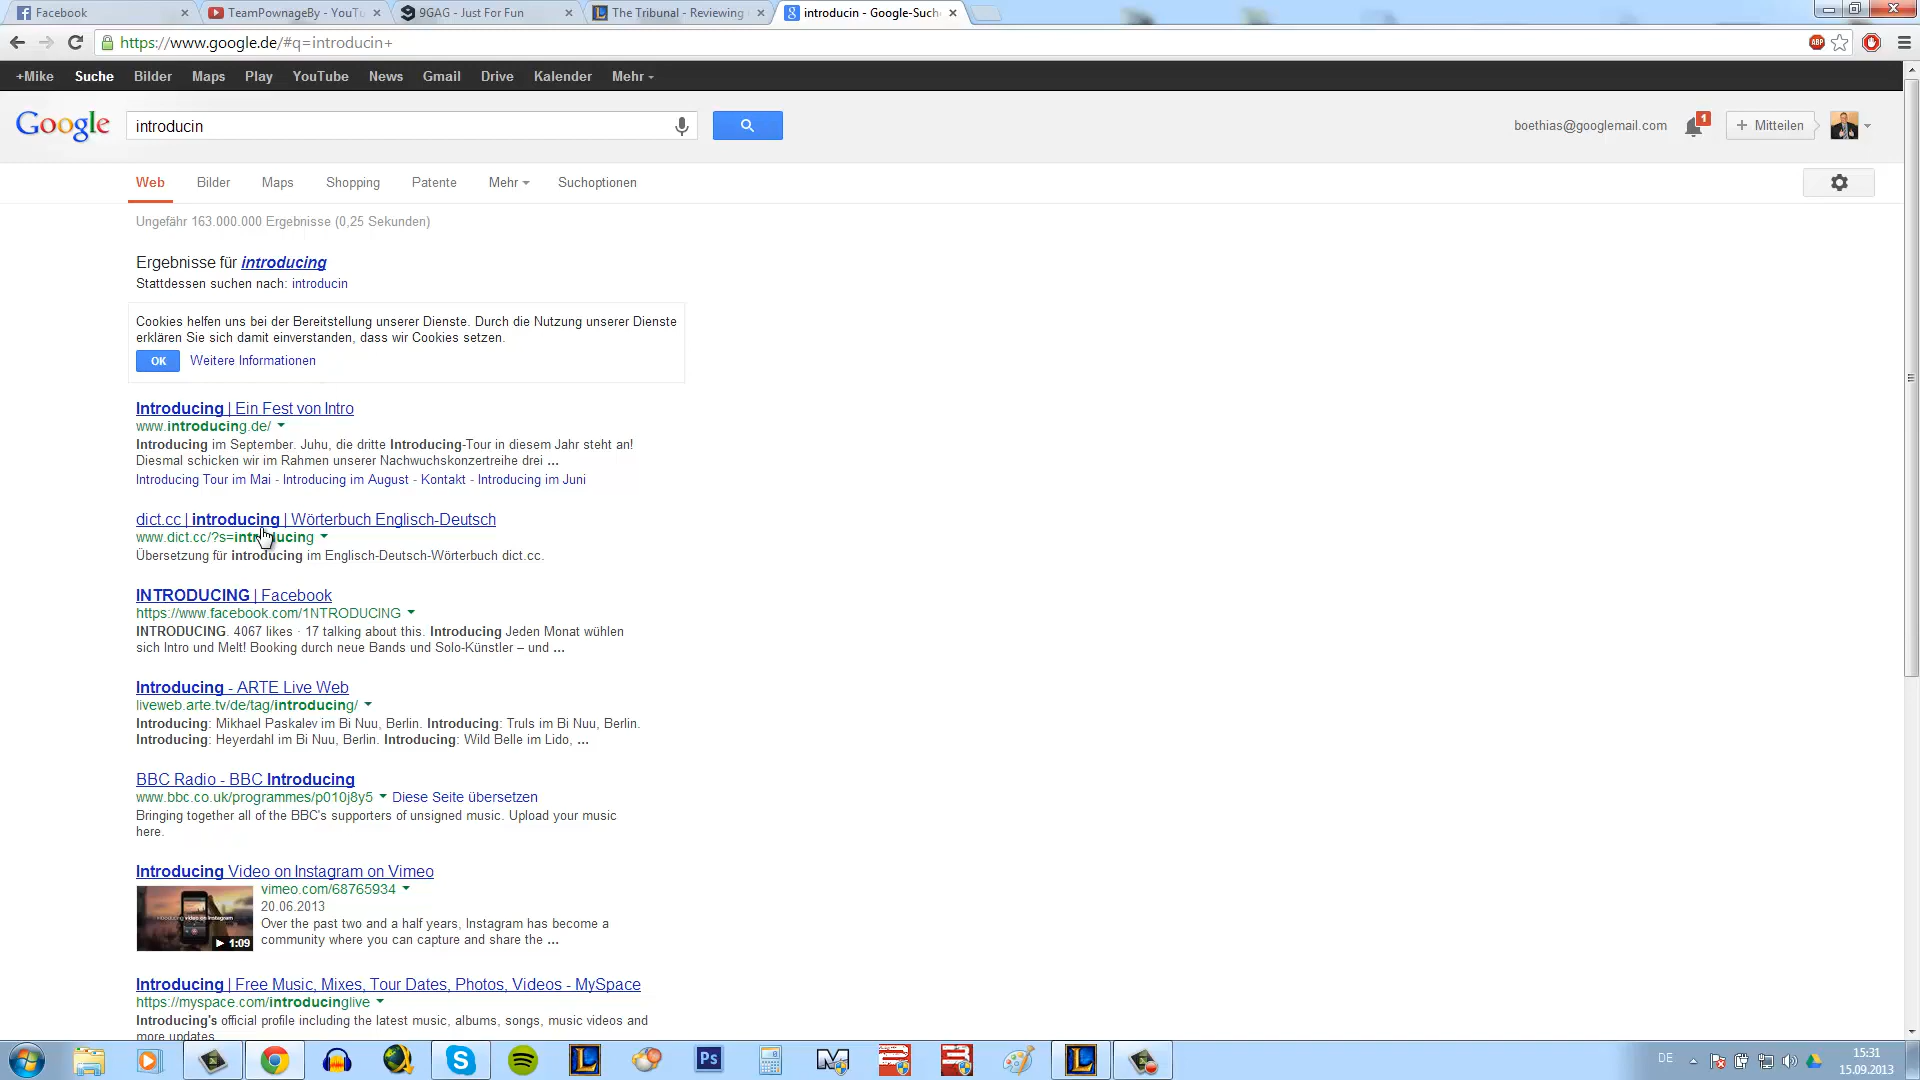 Facebook
TeamPownageBy - YouTu
9GAG - Just For Fun
The Tribunal - Reviewing
introducin - Google-Suche
https://www.google.de/#q=introducin+
ABP
+Mike Suche Bilder Maps Play YouTube News Gmail Drive Kalender Mehr
Google
introducin
boethias@googlemail.com
1
+ Mitteilen
Web Bilder Maps Shopping Patente Mehr Suchoptionen
Ungefähr 163.000.000 Ergebnisse (0,25 Sekunden)
Ergebnisse für introducing
Stattdessen suchen nach: introducin
Cookies helfen uns bei der Bereitstellung unserer Dienste. Durch die Nutzung unserer Dienste
erklären Sie sich damit einverstanden, dass wir Cookies setzen.
OK Weitere Informationen
Introducing | Ein Fest von Intro
www.introducing.de/
Introducing im September. Juhu, die dritte Introducing-Tour in diesem Jahr steht an!
Diesmal schicken wir im Rahmen unserer Nachwuchskonzertreihe drei ...
Introducing Tour im Mai - Introducing im August - Kontakt - Introducing im Juni
dict.cc | introducing | Wörterbuch Englisch-Deutsch
www.dict.cc/?s=introducing
Übersetzung für introducing im Englisch-Deutsch-Wörterbuch dict.cc.
INTRODUCING | Facebook
https://www.facebook.com/1NTRODUCING
INTRODUCING. 4067 likes · 17 talking about this. Introducing Jeden Monat wühlen
sich Intro und Melt! Booking durch neue Bands und Solo-Künstler – und ...
Introducing - ARTE Live Web
liveweb.arte.tv/de/tag/introducing/
Introducing: Mikhael Paskalev im Bi Nuu, Berlin. Introducing: Truls im Bi Nuu, Berlin.
Introducing: Heyerdahl im Bi Nuu, Berlin. Introducing: Wild Belle im Lido, ...
BBC Radio - BBC Introducing
www.bbc.co.uk/programmes/p010j8y5 Diese Seite übersetzen
Bringing together all of the BBC's supporters of unsigned music. Upload your music
here.
Introducing Video on Instagram on Vimeo
vimeo.com/68765934
20.06.2013
Over the past two and a half years, Instagram has become a
community where you can capture and share the ...
1:09
Introducing | Free Music, Mixes, Tour Dates, Photos, Videos - MySpace
https://myspace.com/introducinglive
Introducing's official profile including the latest music, albums, songs, music videos and
more updates.
Ps
DE
15:31
15.09.2013